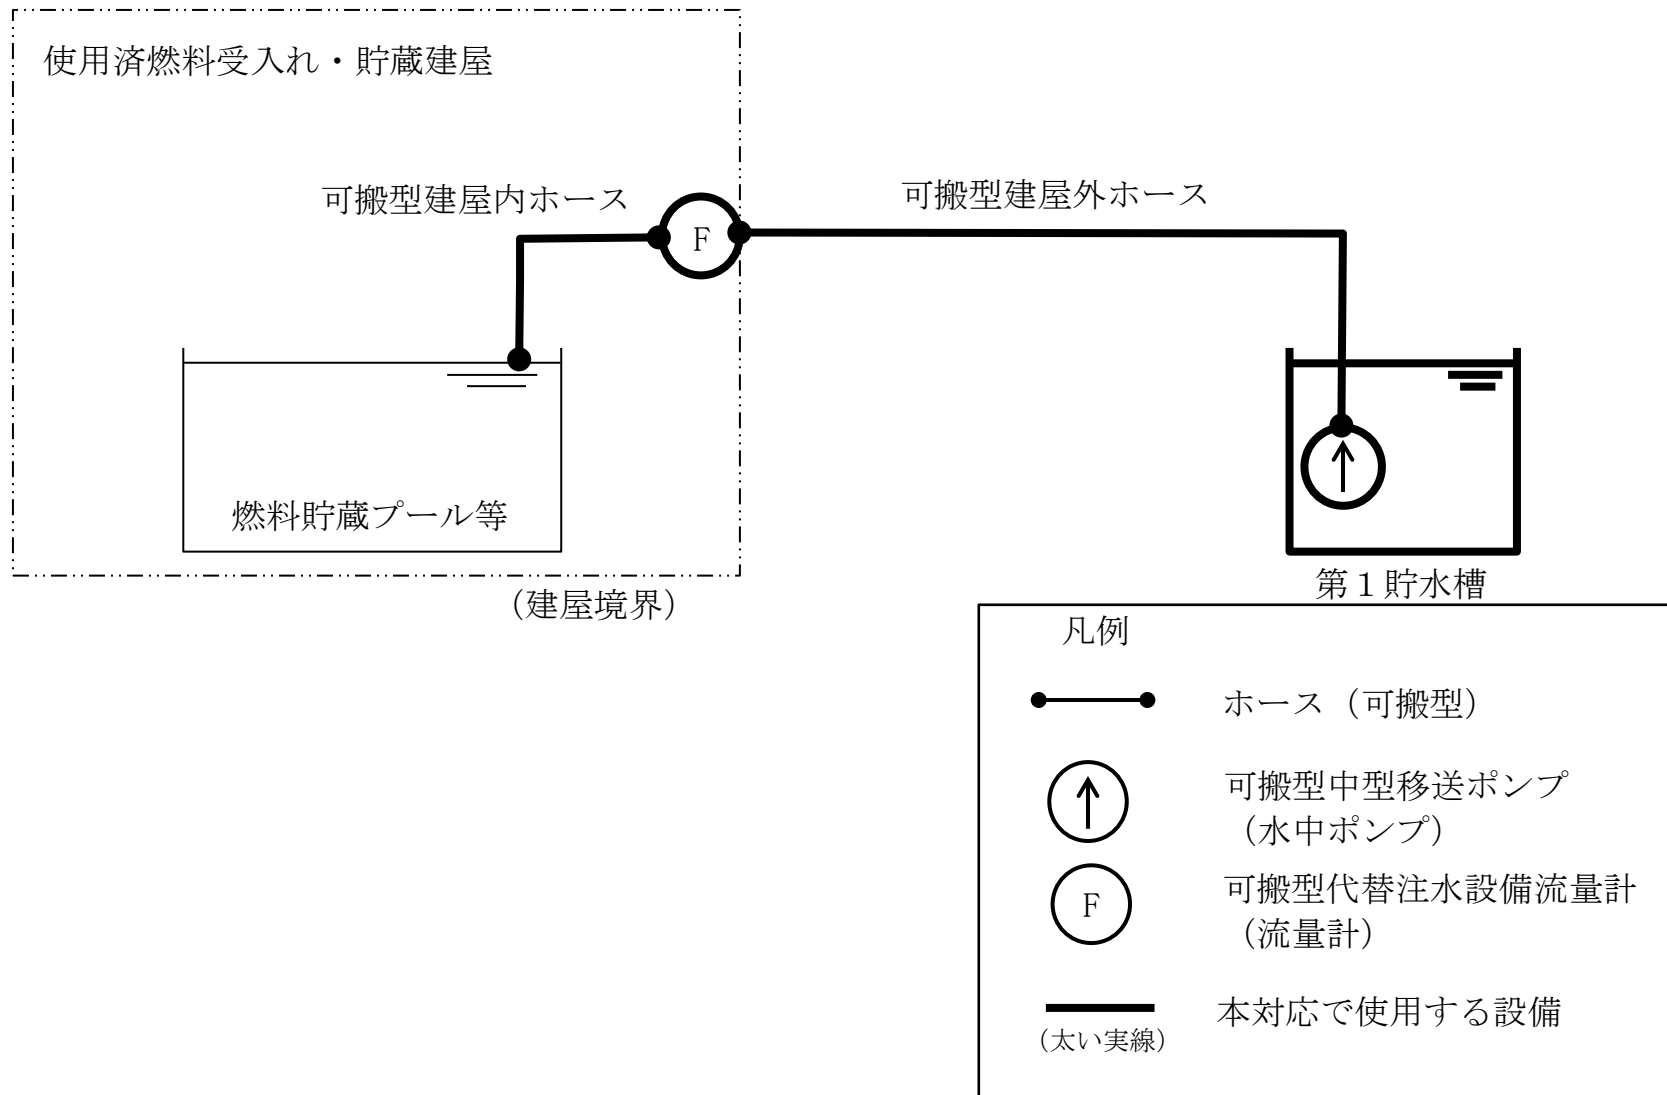 使用済燃料受入れ・貯蔵建屋
可搬型建屋内ホース
可搬型建屋外ホース
F
燃料貯蔵プール等
第１貯水槽
（建屋境界）
凡例
ホース（可搬型）
可搬型中型移送ポンプ
（水中ポンプ）
F
可搬型代替注水設備流量計
（流量計）
本対応で使用する設備
（太い実線）